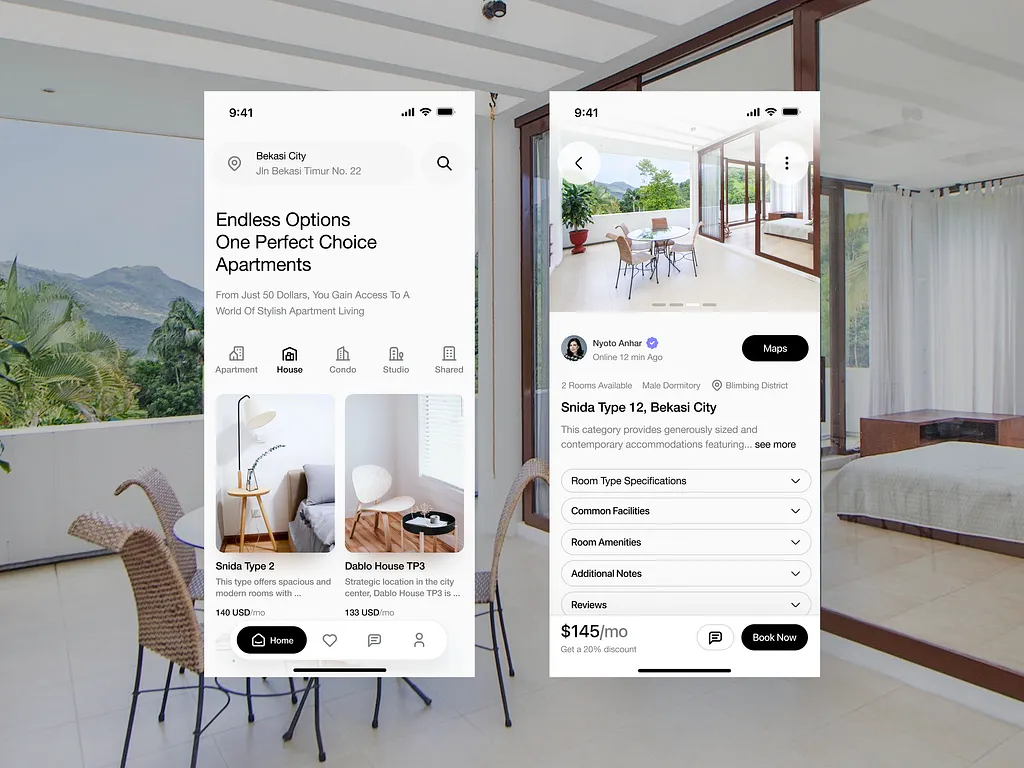 9:41
Bekasi City
Jln Bekasi Timur No. 22
Endless Options
One Perfect Choice
Apartments
From Just 50 Dollars, You Gain Access To A
World Of Stylish Apartment Living
Apartment
House
Condo
Studio
Shared
Snida Type 2
This type offers spacious and
modern rooms with ...
140 USD/mo
Dablo House TP3
Strategic location in the city
center, Dablo House TP3 is ...
133 USD/mo
Home
9:41
Nyoto Anhar
Online 12 min Ago
Maps
2 Rooms Available Male Dormitory Blimbing District
Snida Type 12, Bekasi City
This category provides generously sized and
contemporary accommodations featuring... see more
Room Type Specifications
Common Facilities
Room Amenities
Additional Notes
Reviews
$145/mo
Get a 20% discount
Book Now